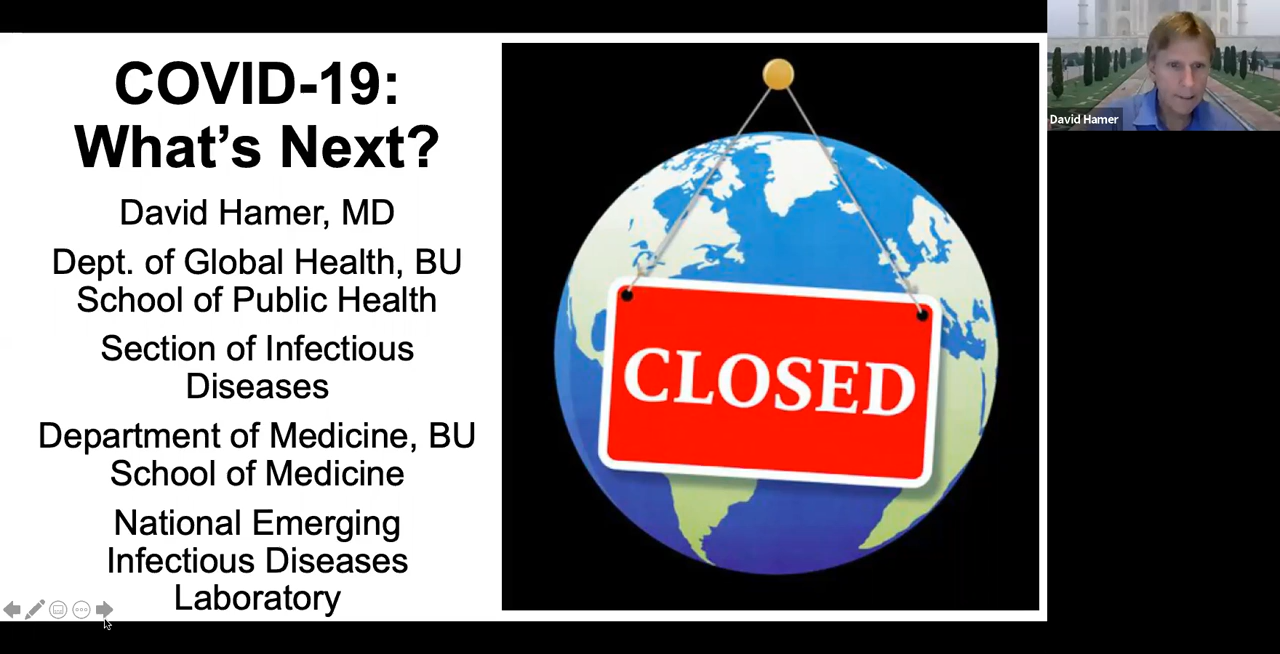 COVID-19:
What’s Next?
David Hamer, MD
Dept. of Global Health, BU
School of Public Health
Section of Infectious
Diseases
Department of Medicine, BU
School of Medicine
National Emerging
Infectious Diseases
Laboratory
CLOSED
David Hamer